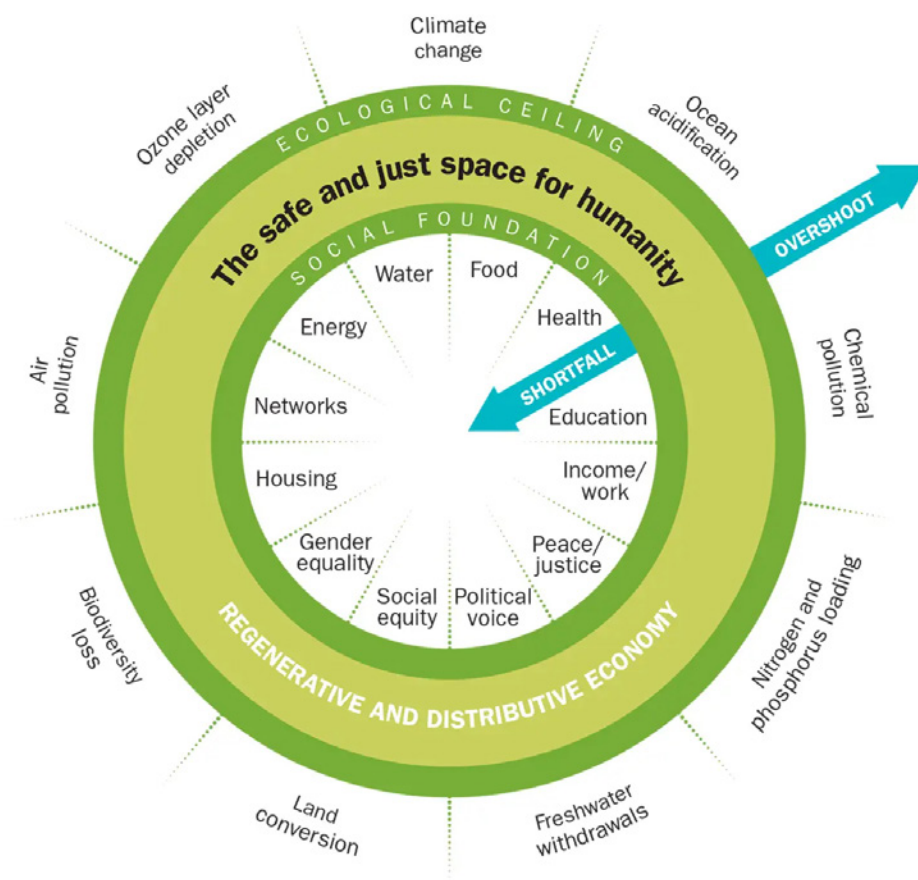 Climate
change
Ocean
acidification
Ozone layer
depletion
ECOLOGICAL CEILING
The safe and just space for humanity
OVERSHOOT
SOCIAL FOUNDATION
Water
Food
Energy
Health
SHORTFALL
Air
pollution
Chemical
pollution
Networks
Education
Housing
Income/
work
Gender
equality
Peace/
justice
Social
equity
Political
voice
REGENERATIVE AND DISTRIBUTIVE ECONOMY
Biodiversity
loss
Nitrogen and
phosphorus loading
Land
conversion
Freshwater
withdrawals